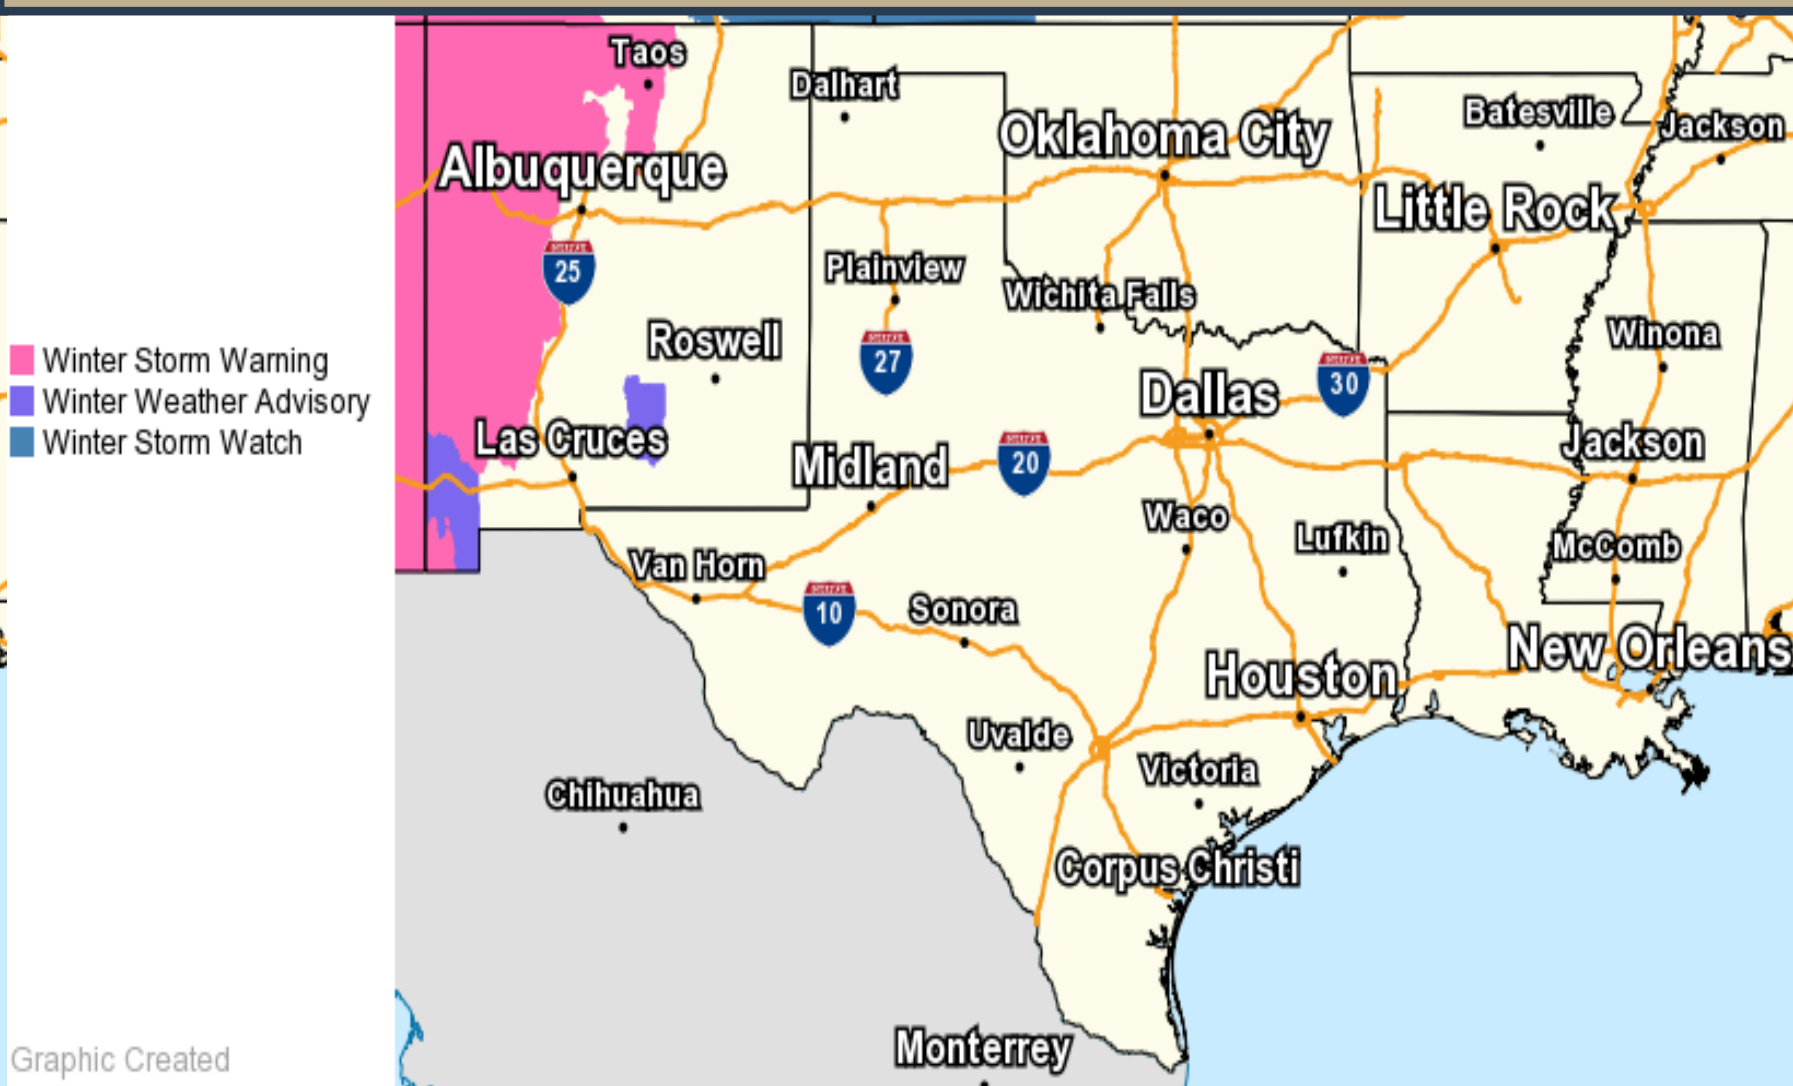 Taos
Dalhart
Oklahoma City
Batesville
Jackson
Albuquerque
Little Rock
25
Plainview
Wichita Falls
Roswell
27
Winona
Winter Storm Warning
Winter Weather Advisory
Winter Storm Watch
Dallas
30
Las Cruces
Midland
20
Jackson
Waco
Lufkin
McComb
Van Horn
10
Sonora
Houston
New Orleans
Uvalde
Victoria
Chihuahua
Corpus Christi
Monterrey
Graphic Created